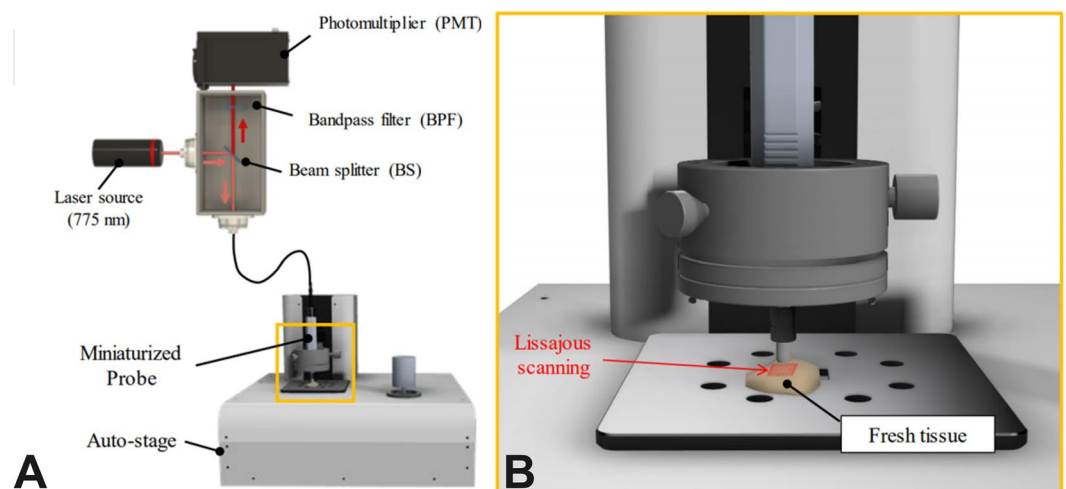 Photomultiplier (PMT)
Bandpass filter (BPF)
Beam splitter (BS)
Laser source
(775 nm)
Miniaturized
Probe
Auto-stage
A
Lissajous
scanning
Fresh tissue
B